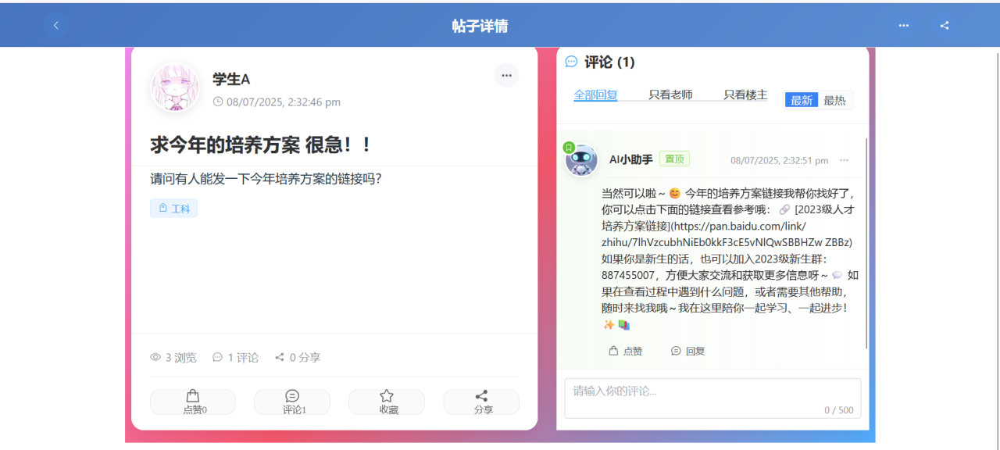 帖子详情
学生A
08/07/2025, 2:32:46 pm
求今年的培养方案 很急！！
请问有人能发一下今年培养方案的链接吗?
工科
3 浏览 1 评论 0 分享
点赞0 评论1 收藏 分享
评论 (1)
全部回复 只看老师 只看楼主 最新 最热
AI小助手 置顶 08/07/2025, 2:32:51 pm
当然可以啦～ 今年的培养方案链接我帮你找好了，
你可以点击下面的链接查看参考哦： [2023级人才
培养方案链接](https://pan.baidu.com/link/
zhihu/7lhVzcubhNiEb0kkF3cE5vNlQwSBBHZw ZBBz)
如果你是新生的话，也可以加入2023级新生群：
887455007，方便大家交流和获取更多信息呀～ 如
果在查看过程中遇到什么问题，或者需要其他帮助，
随时来找我哦～我在这里陪你一起学习、一起进步！
点赞 回复
请输入你的评论...
0 / 500